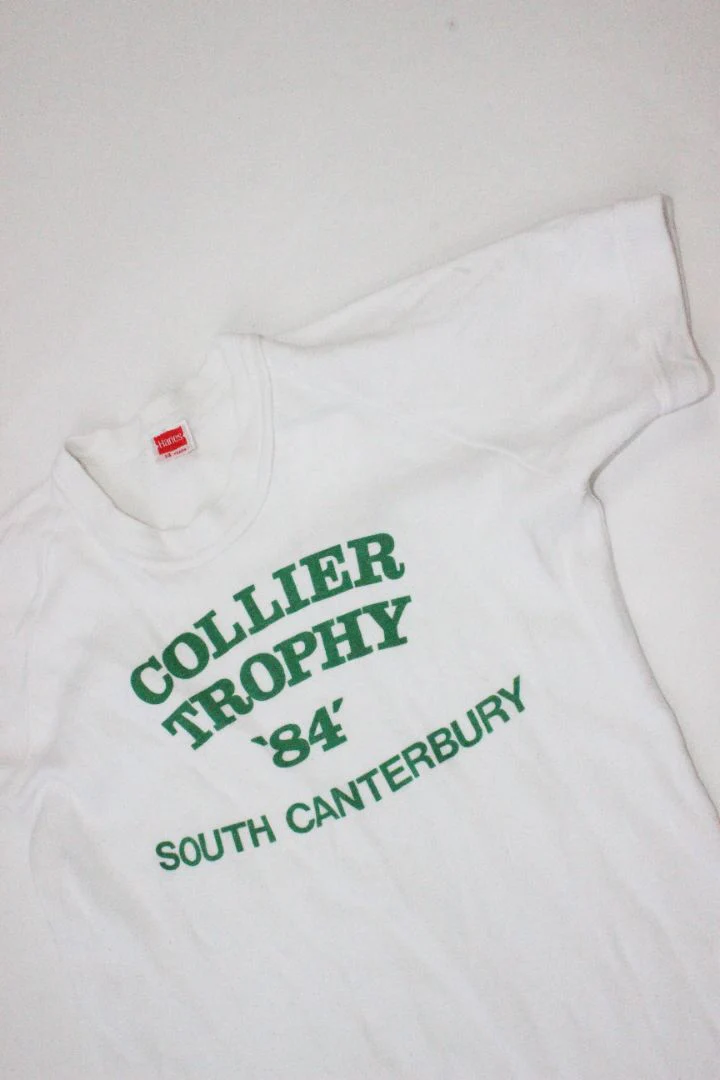 Hanes
COLLIER
TROPHY
'84'
SOUTH CANTERBURY